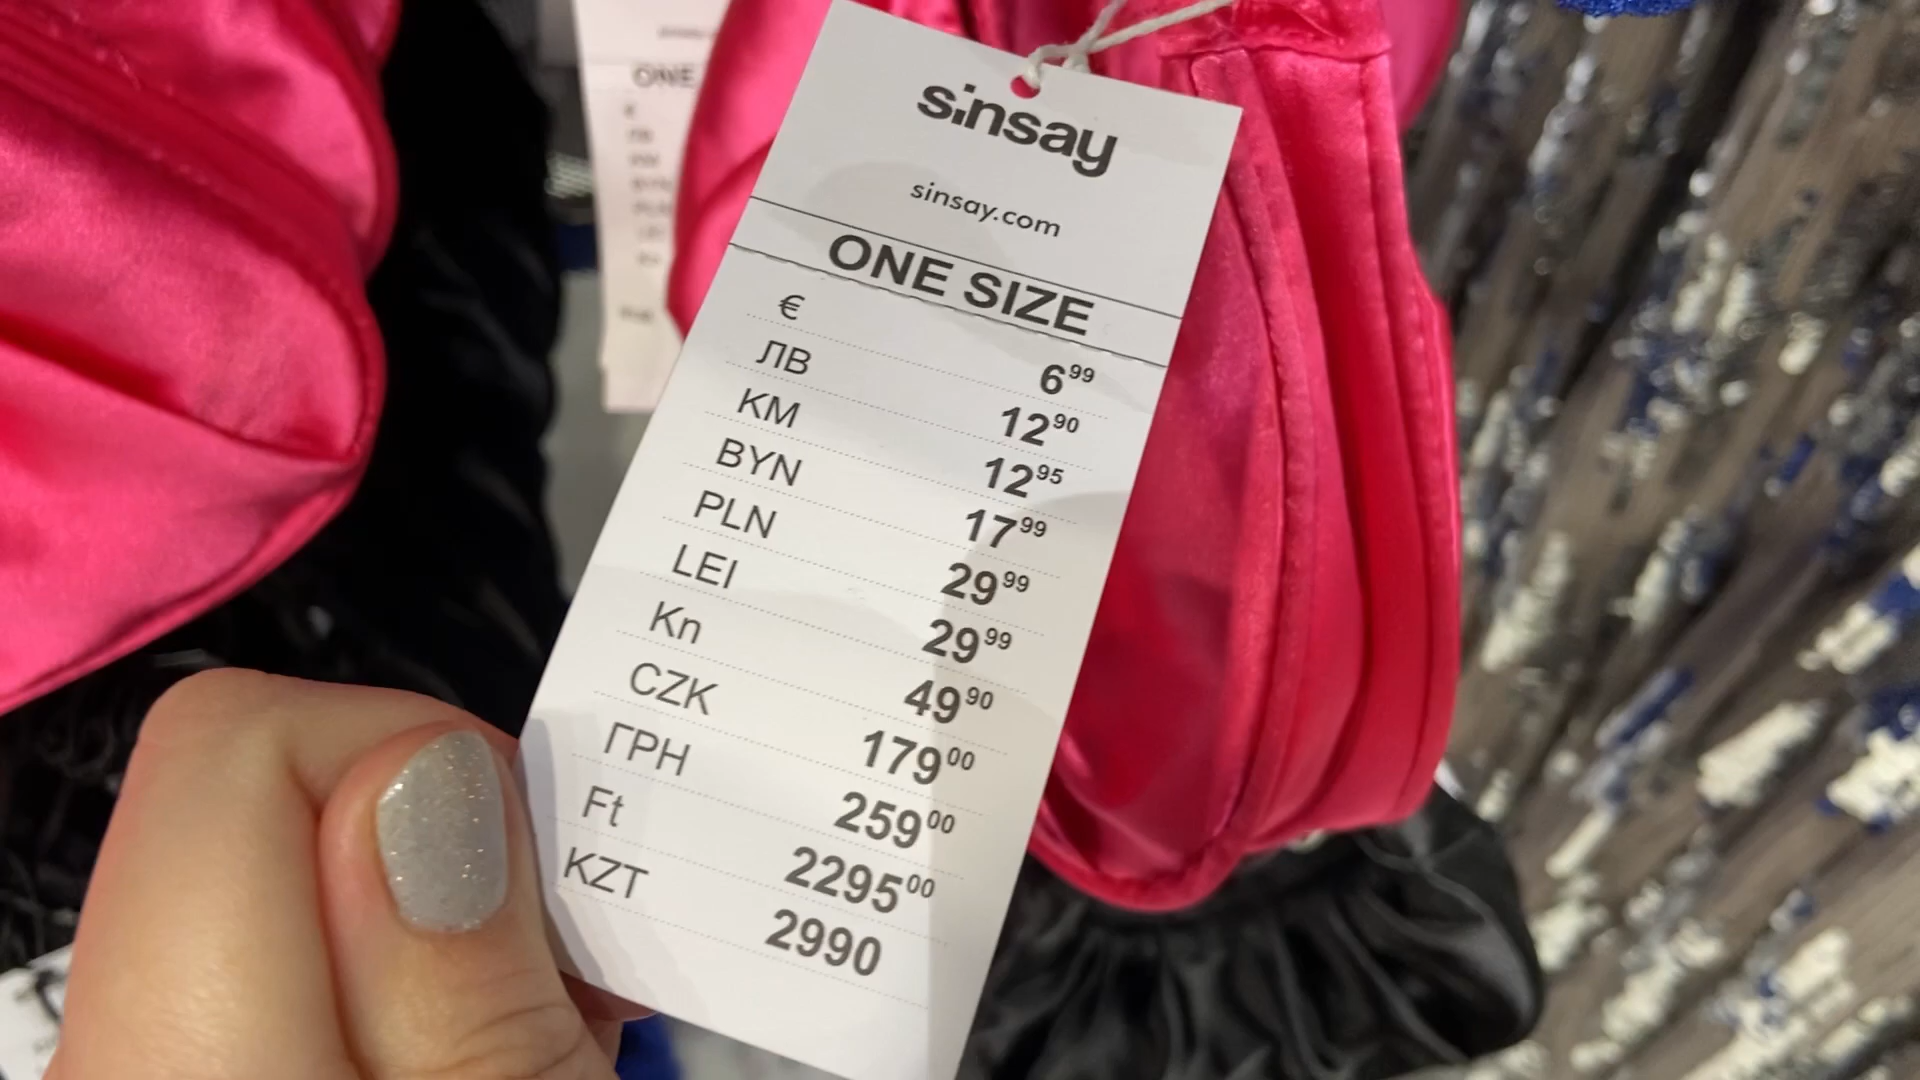 sinsay
sinsay.com
ONE SIZE
€ 6⁹⁹
ЛВ 12⁹⁰
KM 12⁹⁵
BYN 17⁹⁹
PLN 29⁹⁹
LEI 29⁹⁹
Kn 49⁹⁰
CZK 179⁰⁰
ГРН 259⁰⁰
Ft 2295⁰⁰
KZT 2990
ONE